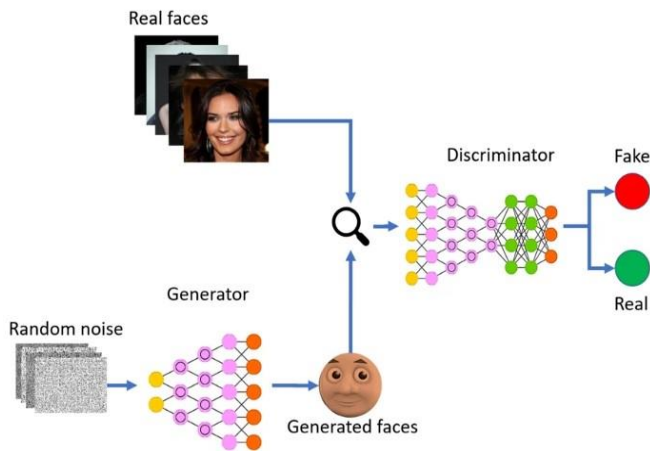 Real faces
Discriminator
Fake
Generator
Real
Random noise
Generated faces